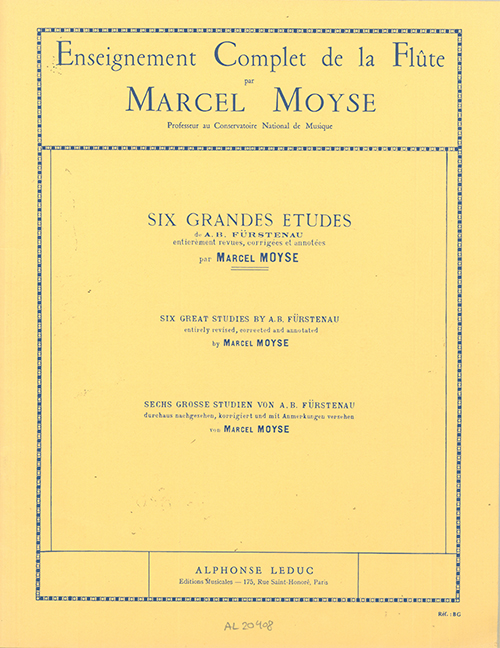 Enseignement Complet de la Flûte
par
MARCEL MOYSE
Professeur au Conservatoire National de Musique
SIX GRANDES ETUDES
de A. B. FÜRSTENAU
entièrement revues, corrigées et annotées
par MARCEL MOYSE
SIX GREAT STUDIES BY A. B. FÜRSTENAU
entirely revised, corrected and annotated
by MARCEL MOYSE
SECHS GROSSE STUDIEN VON A. B. FÜRSTENAU
durchaus nachgesehen, korrigiert und mit Anmerkungen versehen
von MARCEL MOYSE
ALPHONSE LEDUC
Editions Musicales — 175, Rue Saint-Honoré, Paris
Réf. : BG
AL 20908